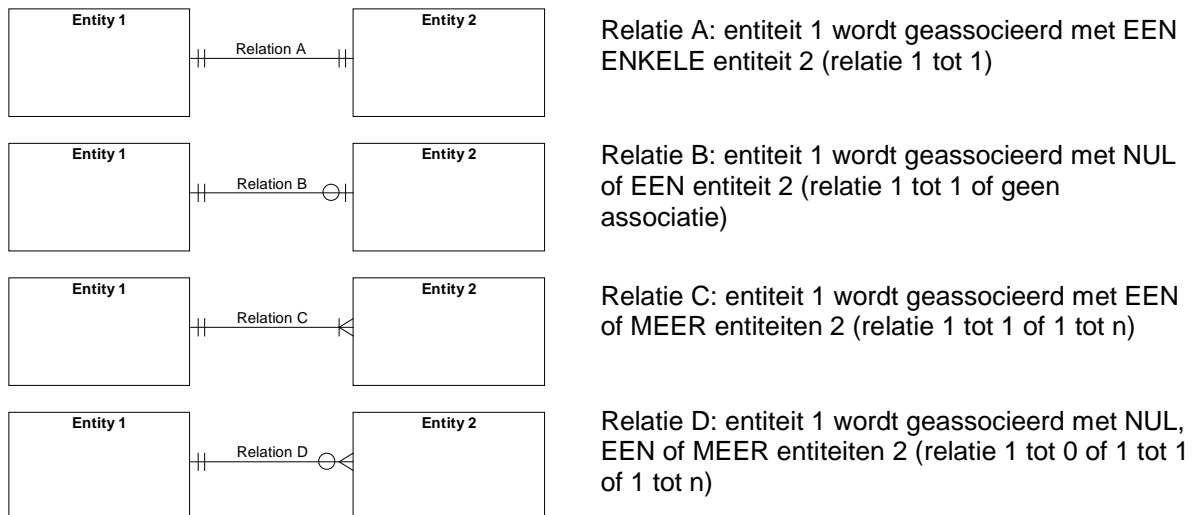 Entity 1
Entity 2
Relation A
Relatie A: entiteit 1 wordt geassocieerd met EEN
ENKELE entiteit 2 (relatie 1 tot 1)
Entity 1
Entity 2
Relation B
Relatie B: entiteit 1 wordt geassocieerd met NUL
of EEN entiteit 2 (relatie 1 tot 1 of geen
associatie)
Entity 1
Entity 2
Relation C
Relatie C: entiteit 1 wordt geassocieerd met EEN
of MEER entiteiten 2 (relatie 1 tot 1 of 1 tot n)
Entity 1
Entity 2
Relation D
Relatie D: entiteit 1 wordt geassocieerd met NUL,
EEN of MEER entiteiten 2 (relatie 1 tot 0 of 1 tot 1
of 1 tot n)